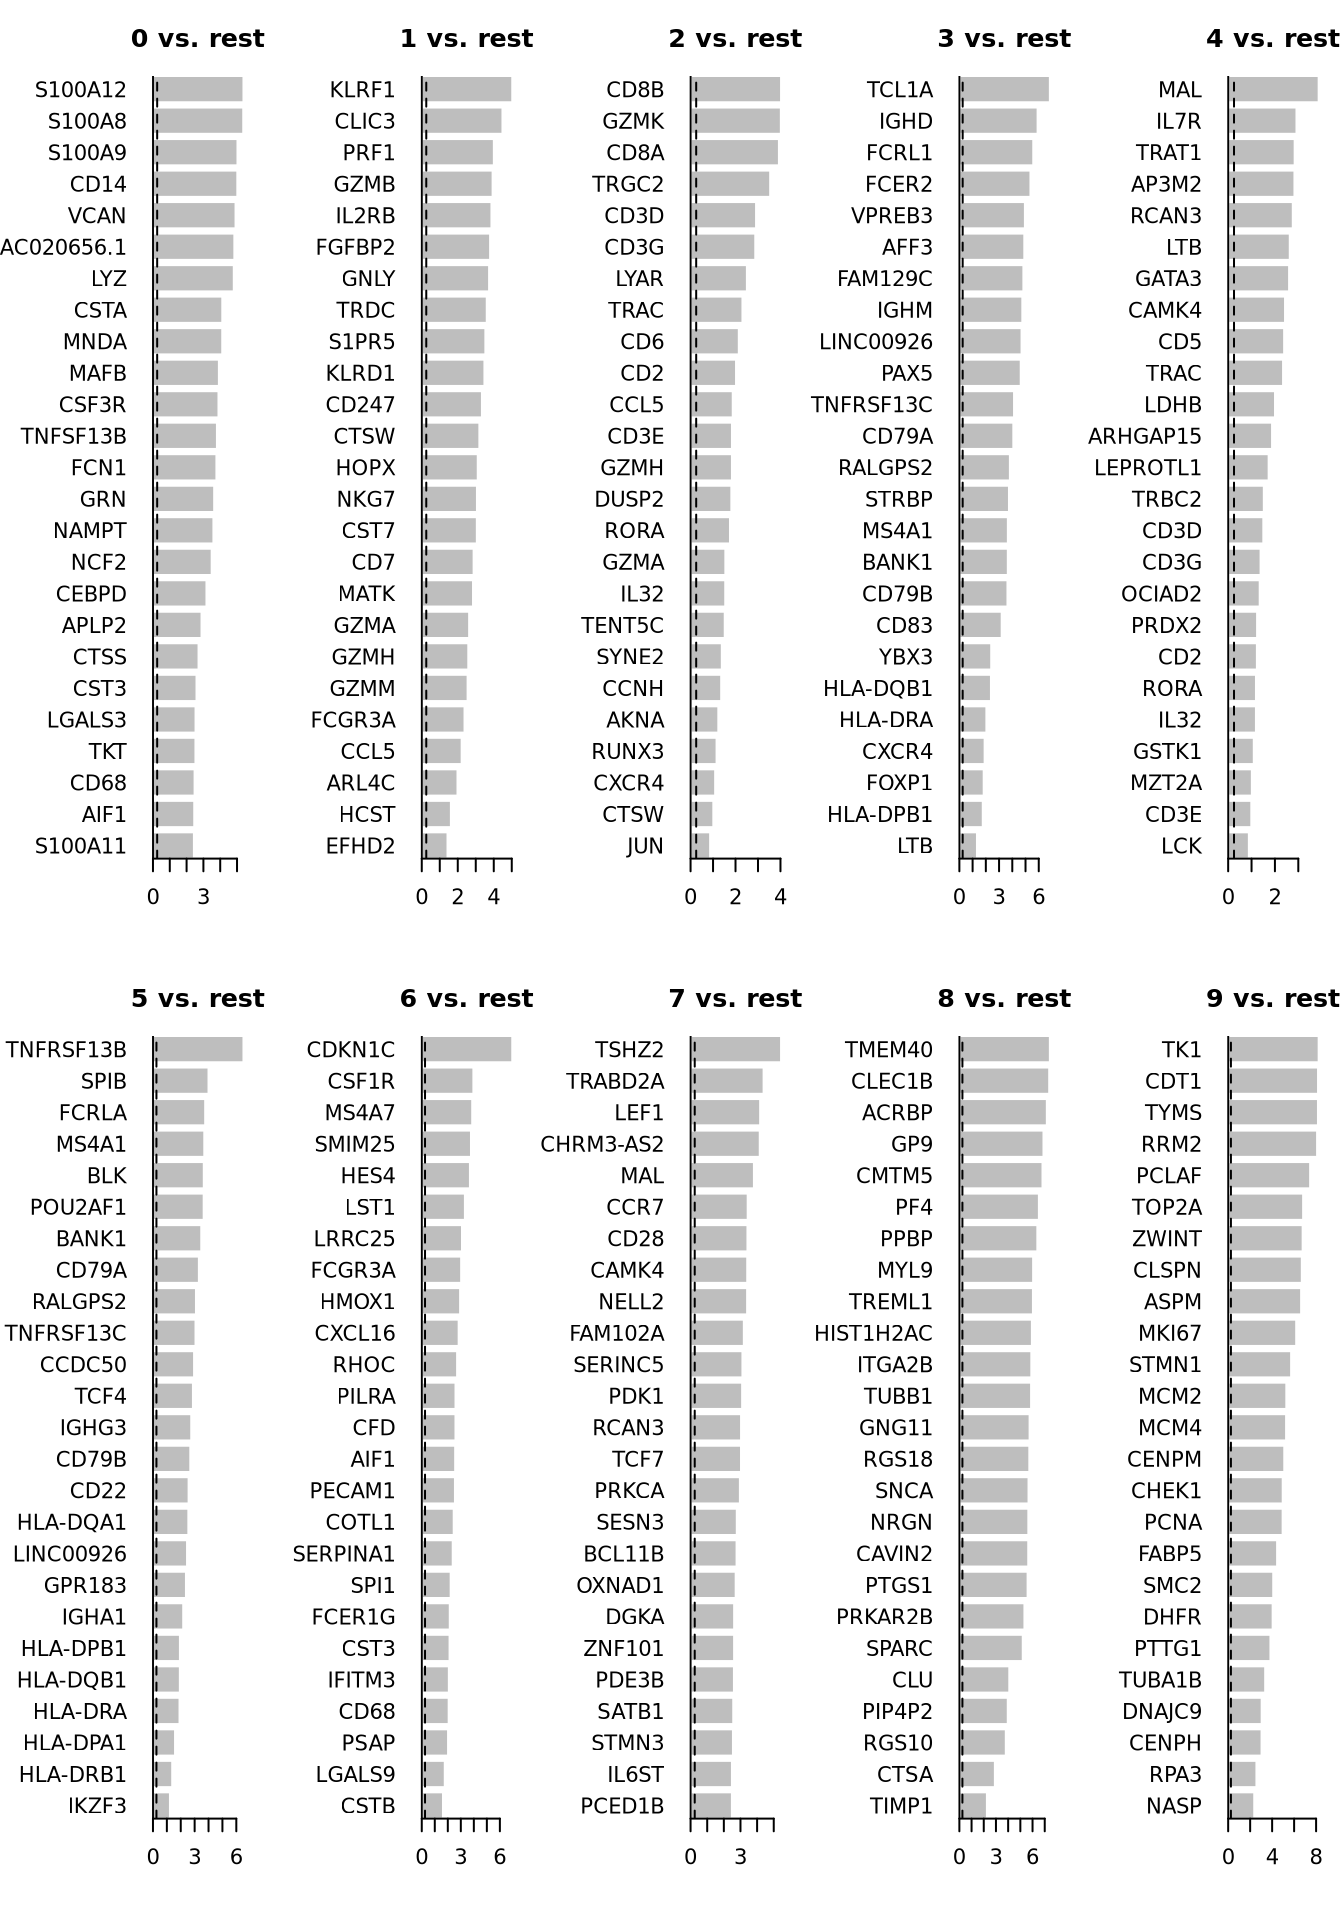 0 vs. rest
S100A12
S100A8
S100A9
CD14
VCAN
AC020656.1
LYZ
CSTA
MNDA
MAFB
CSF3R
TNFSF13B
FCN1
GRN
NAMPT
NCF2
CEBPD
APLP2
CTSS
CST3
LGALS3
TKT
CD68
AIF1
S100A11
0 3
1 vs. rest
KLRF1
CLIC3
PRF1
GZMB
IL2RB
FGFBP2
GNLY
TRDC
S1PR5
KLRD1
CD247
CTSW
HOPX
NKG7
CST7
CD7
MATK
GZMA
GZMH
GZMM
FCGR3A
CCL5
ARL4C
HCST
EFHD2
0 2 4
2 vs. rest
CD8B
GZMK
CD8A
TRGC2
CD3D
CD3G
LYAR
TRAC
CD6
CD2
CCL5
CD3E
GZMH
DUSP2
RORA
GZMA
IL32
TENT5C
SYNE2
CCNH
AKNA
RUNX3
CXCR4
CTSW
JUN
0 2 4
3 vs. rest
TCL1A
IGHD
FCRL1
FCER2
VPREB3
AFF3
FAM129C
IGHM
LINC00926
PAX5
TNFRSF13C
CD79A
RALGPS2
STRBP
MS4A1
BANK1
CD79B
CD83
YBX3
HLA-DQB1
HLA-DRA
CXCR4
FOXP1
HLA-DPB1
LTB
0 3 6
4 vs. rest
MAL
IL7R
TRAT1
AP3M2
RCAN3
LTB
GATA3
CAMK4
CD5
TRAC
LDHB
ARHGAP15
LEPROTL1
TRBC2
CD3D
CD3G
OCIAD2
PRDX2
CD2
RORA
IL32
GSTK1
MZT2A
CD3E
LCK
0 2
5 vs. rest
TNFRSF13B
SPIB
FCRLA
MS4A1
BLK
POU2AF1
BANK1
CD79A
RALGPS2
TNFRSF13C
CCDC50
TCF4
IGHG3
CD79B
CD22
HLA-DQA1
LINC00926
GPR183
IGHA1
HLA-DPB1
HLA-DQB1
HLA-DRA
HLA-DPA1
HLA-DRB1
IKZF3
0 3 6
6 vs. rest
CDKN1C
CSF1R
MS4A7
SMIM25
HES4
LST1
LRRC25
FCGR3A
HMOX1
CXCL16
RHOC
PILRA
CFD
AIF1
PECAM1
COTL1
SERPINA1
SPI1
FCER1G
CST3
IFITM3
CD68
PSAP
LGALS9
CSTB
0 3 6
7 vs. rest
TSHZ2
TRABD2A
LEF1
CHRM3-AS2
MAL
CCR7
CD28
CAMK4
NELL2
FAM102A
SERINC5
PDK1
RCAN3
TCF7
PRKCA
SESN3
BCL11B
OXNAD1
DGKA
ZNF101
PDE3B
SATB1
STMN3
IL6ST
PCED1B
0 3
8 vs. rest
TMEM40
CLEC1B
ACRBP
GP9
CMTM5
PF4
PPBP
MYL9
TREML1
HIST1H2AC
ITGA2B
TUBB1
GNG11
RGS18
SNCA
NRGN
CAVIN2
PTGS1
PRKAR2B
SPARC
CLU
PIP4P2
RGS10
CTSA
TIMP1
0 3 6
9 vs. rest
TK1
CDT1
TYMS
RRM2
PCLAF
TOP2A
ZWINT
CLSPN
ASPM
MKI67
STMN1
MCM2
MCM4
CENPM
CHEK1
PCNA
FABP5
SMC2
DHFR
PTTG1
TUBA1B
DNAJC9
CENPH
RPA3
NASP
0 4 8